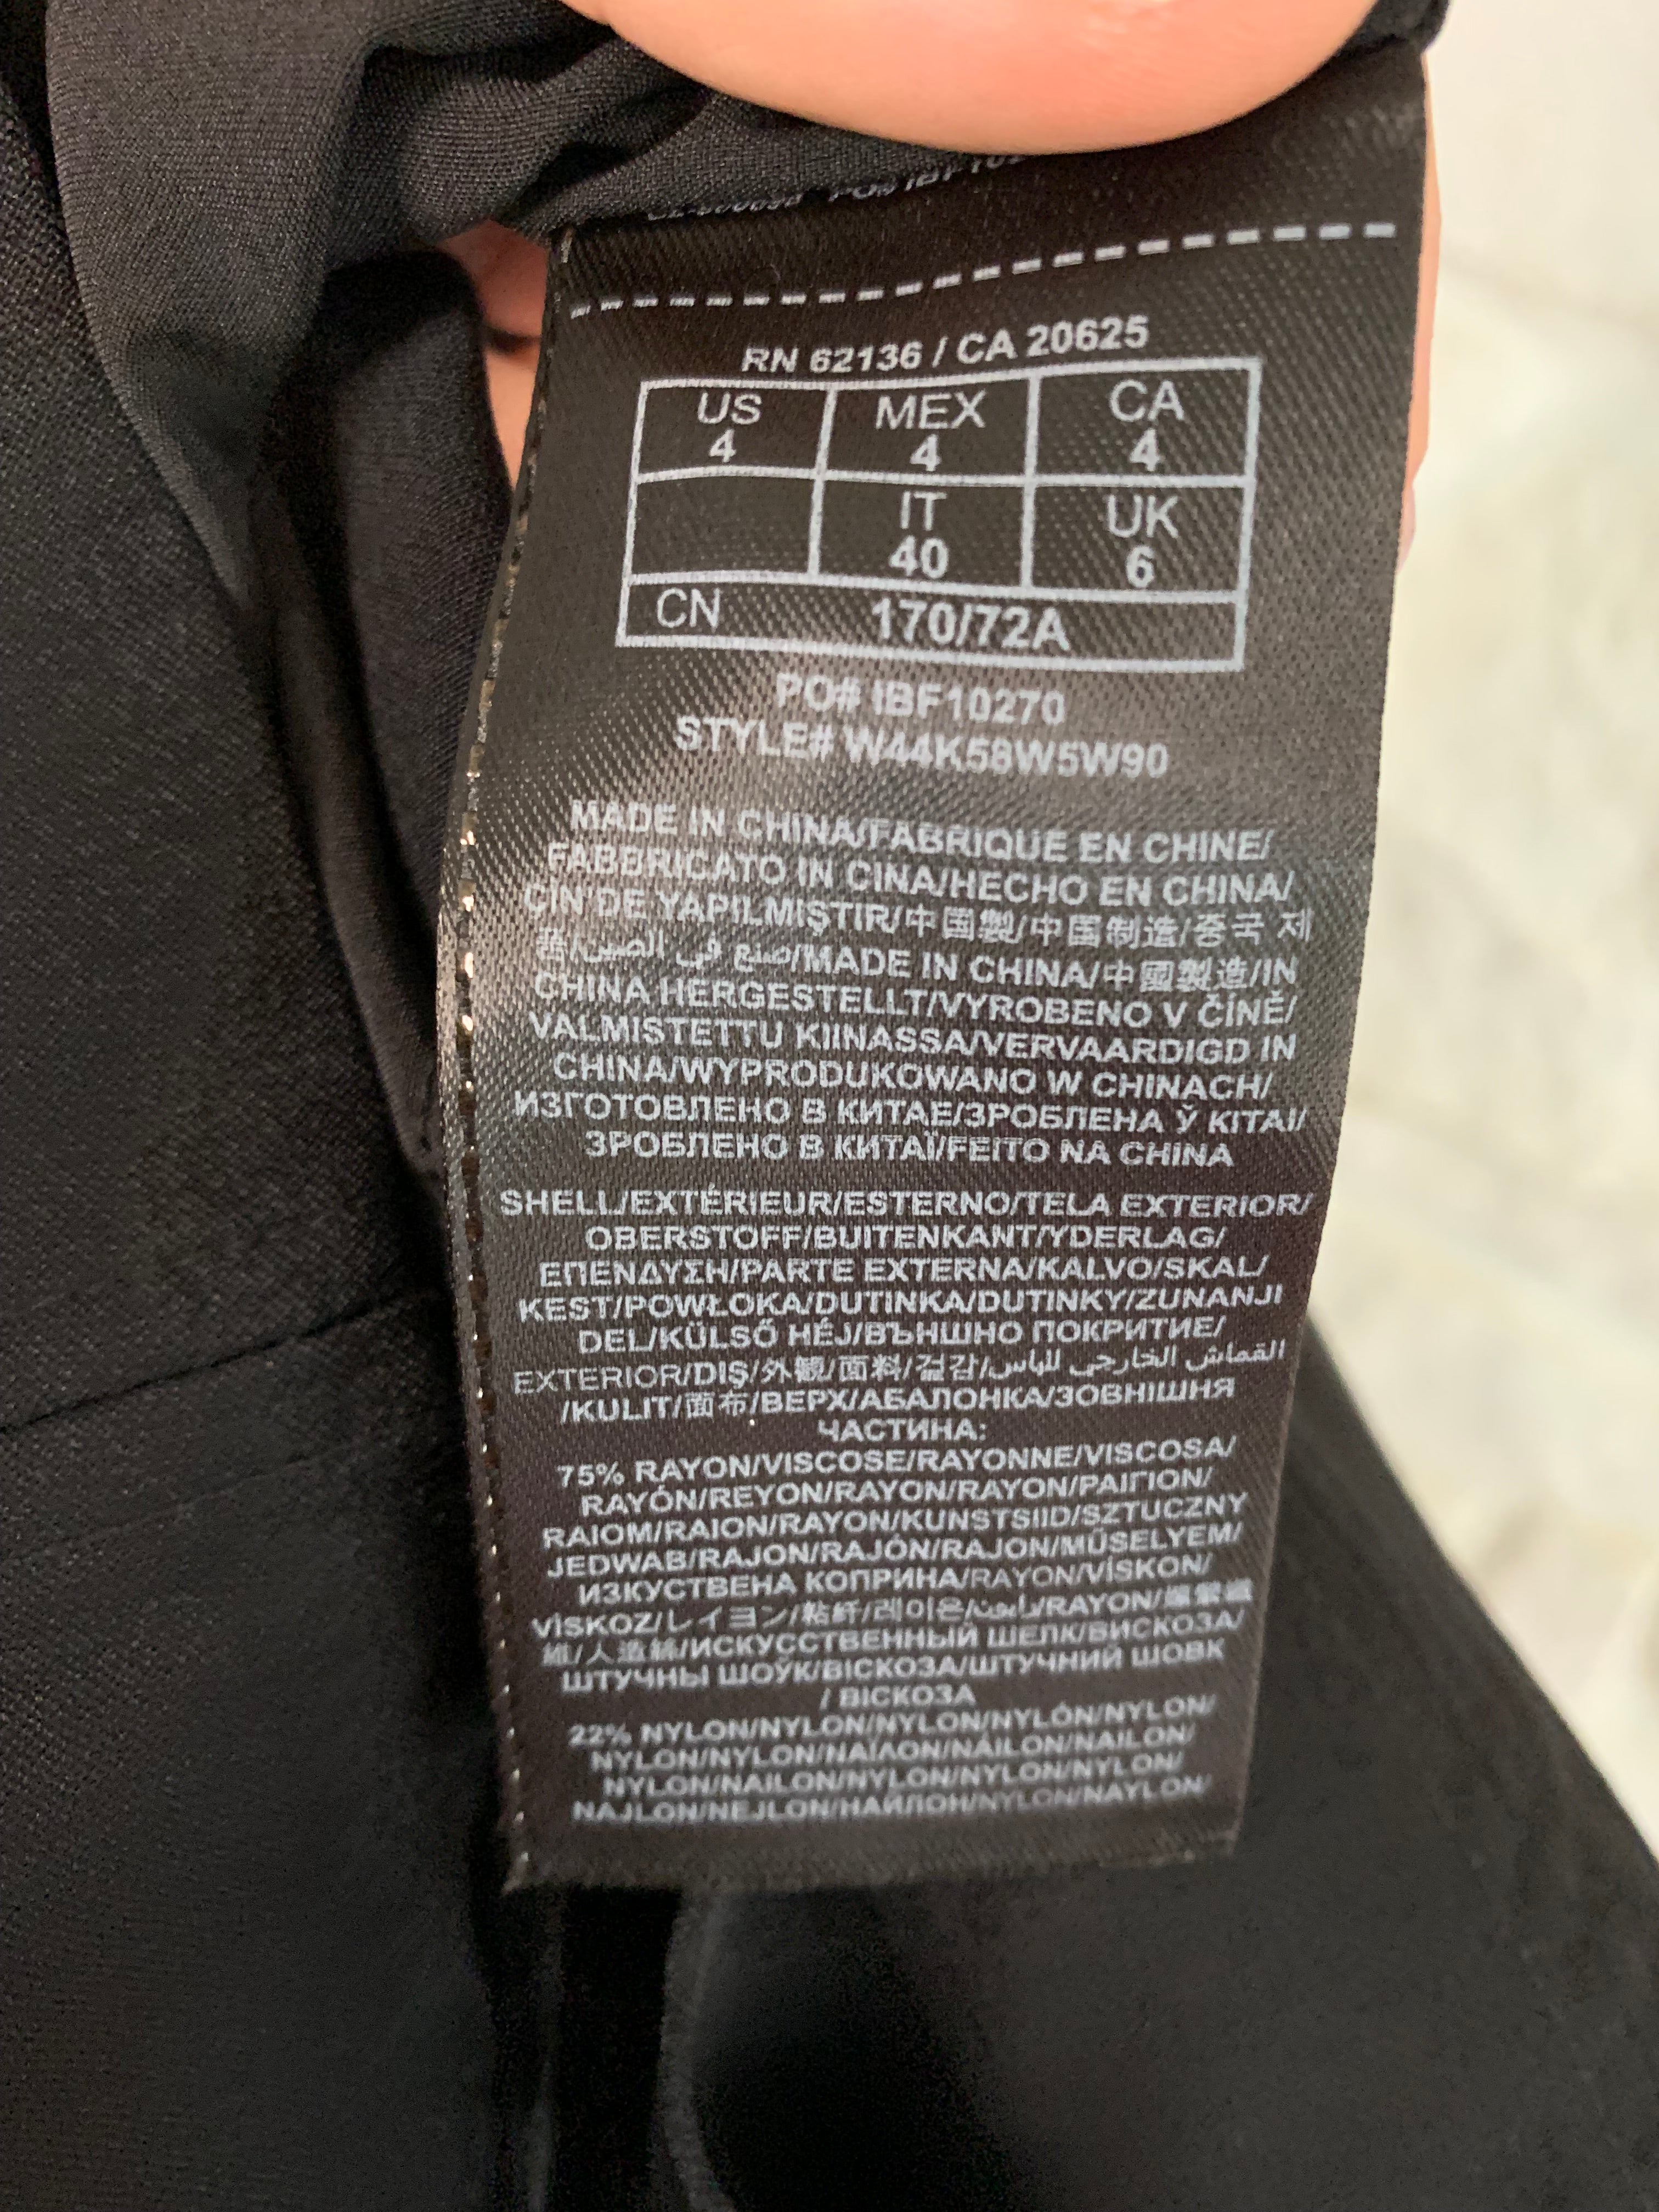 RN 62136 / CA 20625
US MEX CA
4 4 4
IT UK
40 6
CN 170/72A
PO# IBF10270
STYLE# W44K58W5W90
MADE IN CHINA/FABRIQUE EN CHINE/
FABBRICATO IN CINA/HECHO EN CHINA/
ÇİN'DE YAPILMIŞTIR/中国製/中国制造/중국 제
صنع في الصين/MADE IN CHINA/中國製造/IN
CHINA HERGESTELLT/VYROBENO V ČÍNĚ/
VALMISTETTU KIINASSA/VERVAARDIGD IN
CHINA/WYPRODUKOWANO W CHINACH/
ИЗГОТОВЛЕНО В КИТАЕ/ЗРОБЛЕНА Ў КІТАІ/
ЗРОБЛЕНО В КИТАЇ/FEITO NA CHINA
SHELL/EXTÉRIEUR/ESTERNO/TELA EXTERIOR/
OBERSTOFF/BUITENKANT/YDERLAG/
ΕΠΕΝΔΥΣΗ/PARTE EXTERNA/KALVO/SKAL/
KEST/POWŁOKA/DUTINKA/DUTINKY/ZUNANJI
DEL/KÜLSŐ HÉJ/ВЪНШНО ПОКРИТИЕ/
EXTERIOR/DIŞ/外観/面料/겉감/القماش الخارجي للباس
/KULIT/面布/ВЕРХ/АБАЛОНКА/ЗОВНІШНЯ
ЧАСТИНА:
75% RAYON/VISCOSE/RAYONNE/VISCOSA/
RAYÓN/REYON/RAYON/RAYON/ΡΑΙΓΙΟΝ/
RAIOM/RAION/RAYON/KUNSTSIID/SZTUCZNY
JEDWAB/RAJON/RAJÓN/RAJON/MŰSELYEM/
ИЗКУСТВЕНА КОПРИНА/RAYON/VİSKON/
VİSKOZ/レイヨン/粘纤/레이온/رايون/RAYON/嫘縈纖
維/人造絲/ИСКУССТВЕННЫЙ ШЕЛК/ВИСКОЗА/
ШТУЧНЫ ШОЎК/ВІСКОЗА/ШТУЧНИЙ ШОВК
/ ВІСКОЗА
22% NYLON/NYLON/NYLON/NYLÓN/NYLON/
NYLON/NYLON/ΝΑΪΛΟΝ/NÁILON/NAILON/
NYLON/NAILON/NYLON/NYLON/NYLON/
NAJLON/NEJLON/НАЙЛОН/NYLON/NAYLON/